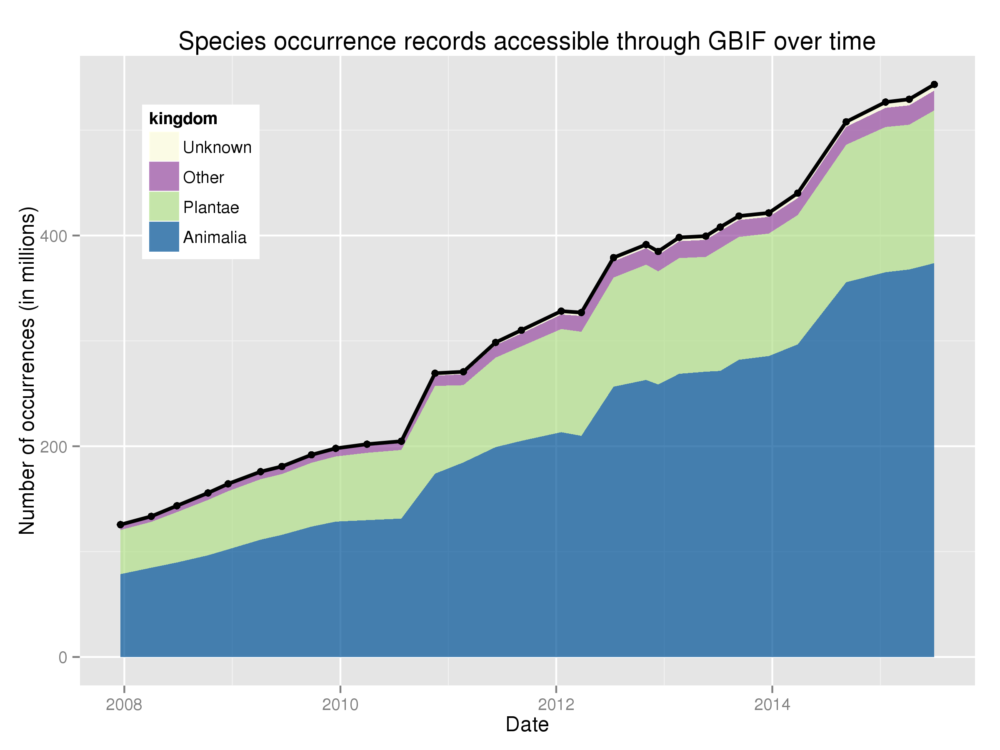 Species occurrence records accessible through GBIF over time
kingdom
Unknown
Other
Plantae
Animalia
Number of occurrences (in millions)
400
200
0
2008 2010 2012 2014
Date